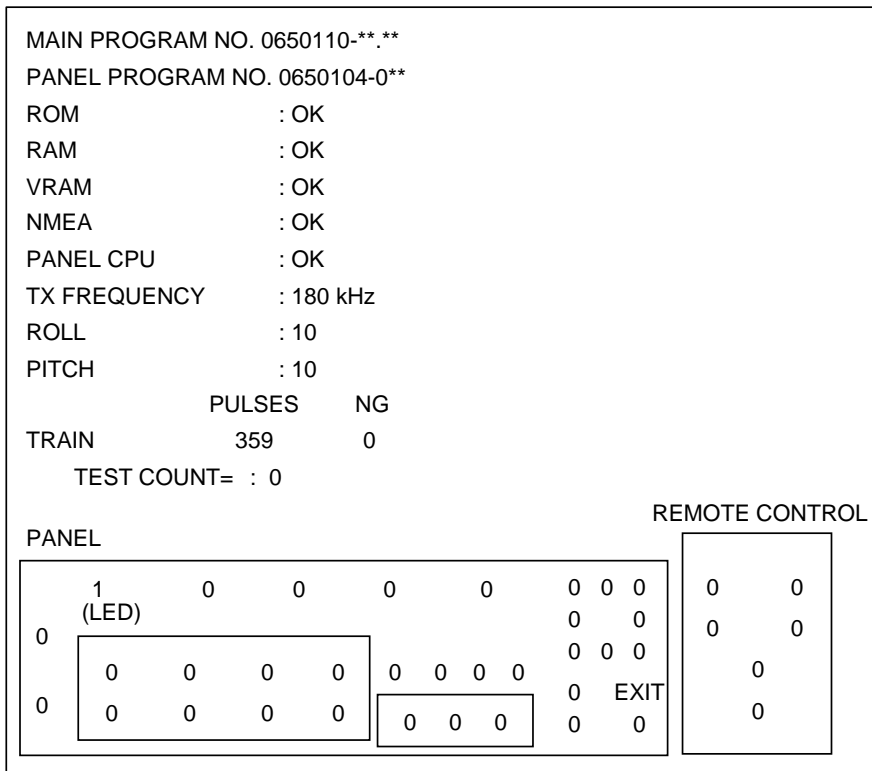 MAIN PROGRAM NO. 0650110-**.**
PANEL PROGRAM NO. 0650104-0**
ROM : OK
RAM : OK
VRAM : OK
NMEA : OK
PANEL CPU : OK
TX FREQUENCY : 180 kHz
ROLL : 10
PITCH : 10
PULSES NG
TRAIN 359 0
TEST COUNT= : 0
REMOTE CONTROL
PANEL
1 0 0 0 0 0 0 0 0 0
(LED) 0 0
0 0 0
0 0 0
0 0 0 0 0 0 0 0 0
0 EXIT
0 0 0 0 0 0
0 0 0 0 0 0